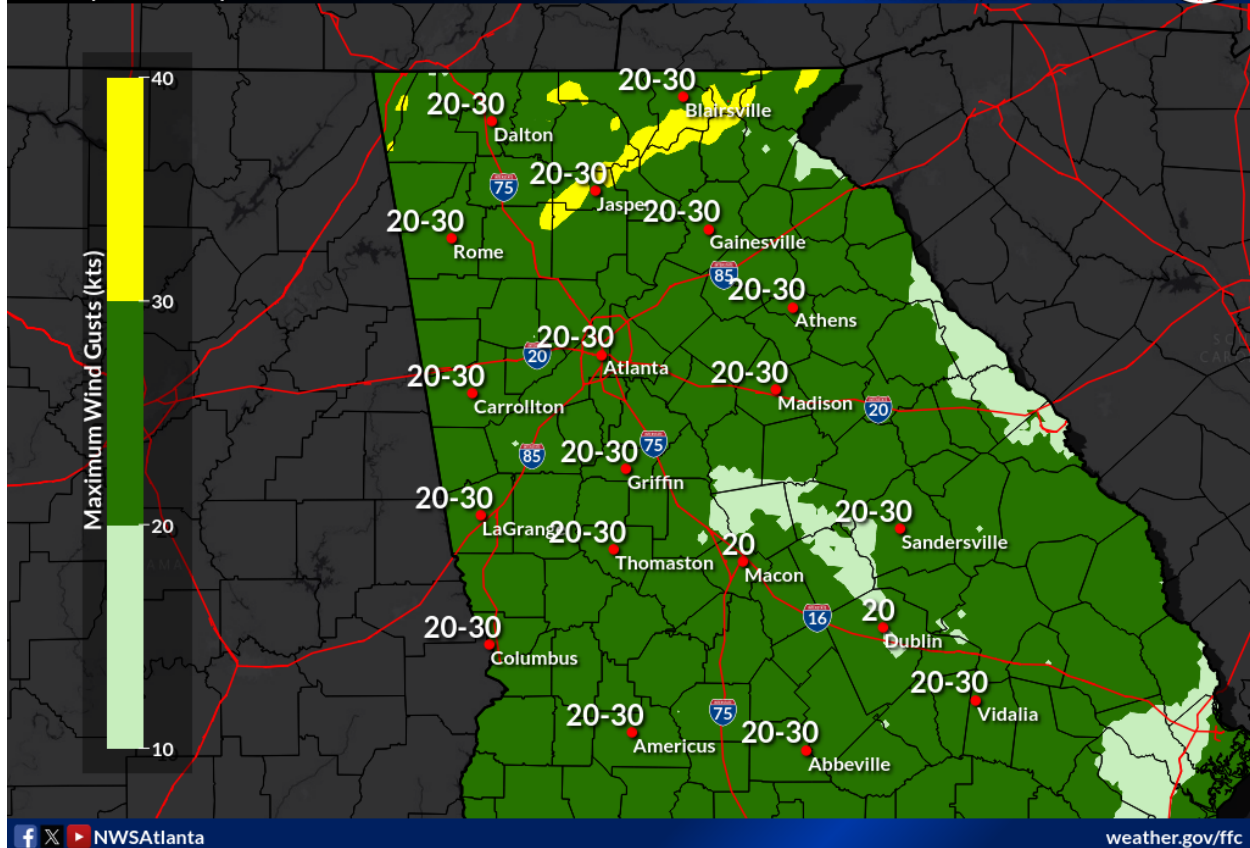 40
30
20
10
Maximum Wind Gusts (kts)
20-30
Blairsville
20-30
Dalton
20-30
Jasper
75
20-30
Gainesville
20-30
Rome
85
20-30
Athens
20-30
Atlanta
20
20-30
Carrollton
20-30
Madison
20
85
75
20-30
Griffin
20-30
LaGrange
20-30
Thomaston
20
Macon
20-30
Sandersville
16
20
Dublin
20-30
Columbus
20-30
Vidalia
75
20-30
Americus
20-30
Abbeville
NWSAtlanta
weather.gov/ffc